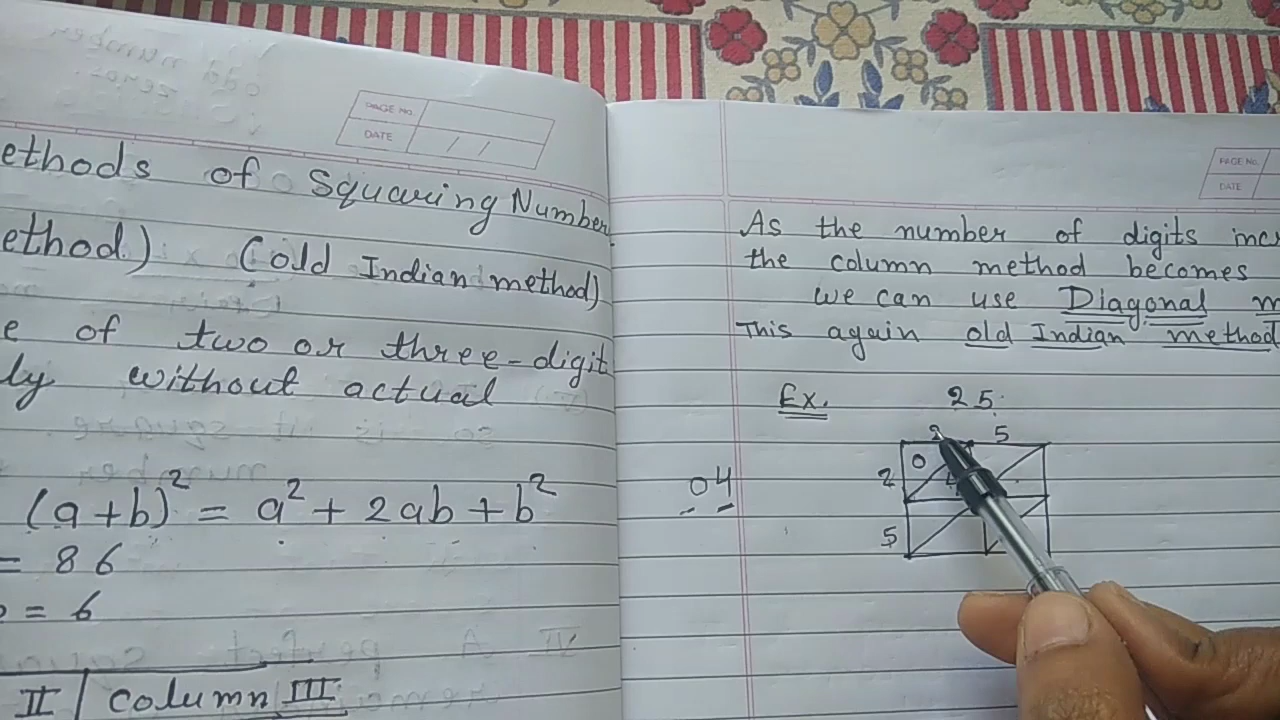 PAGE No.
DATE / /
ethods of Squaring Number
ethod) (old Indian method)
e of two or three-digit
ly without actual
(a+b)² = a² + 2ab + b²
= 86
= 6
II column III
PAGE No.
DATE
As the number of digits inc
the column method becomes
we can use Diagonal m
This again old Indian method
Ex. 25
2 5
2 0
04
5